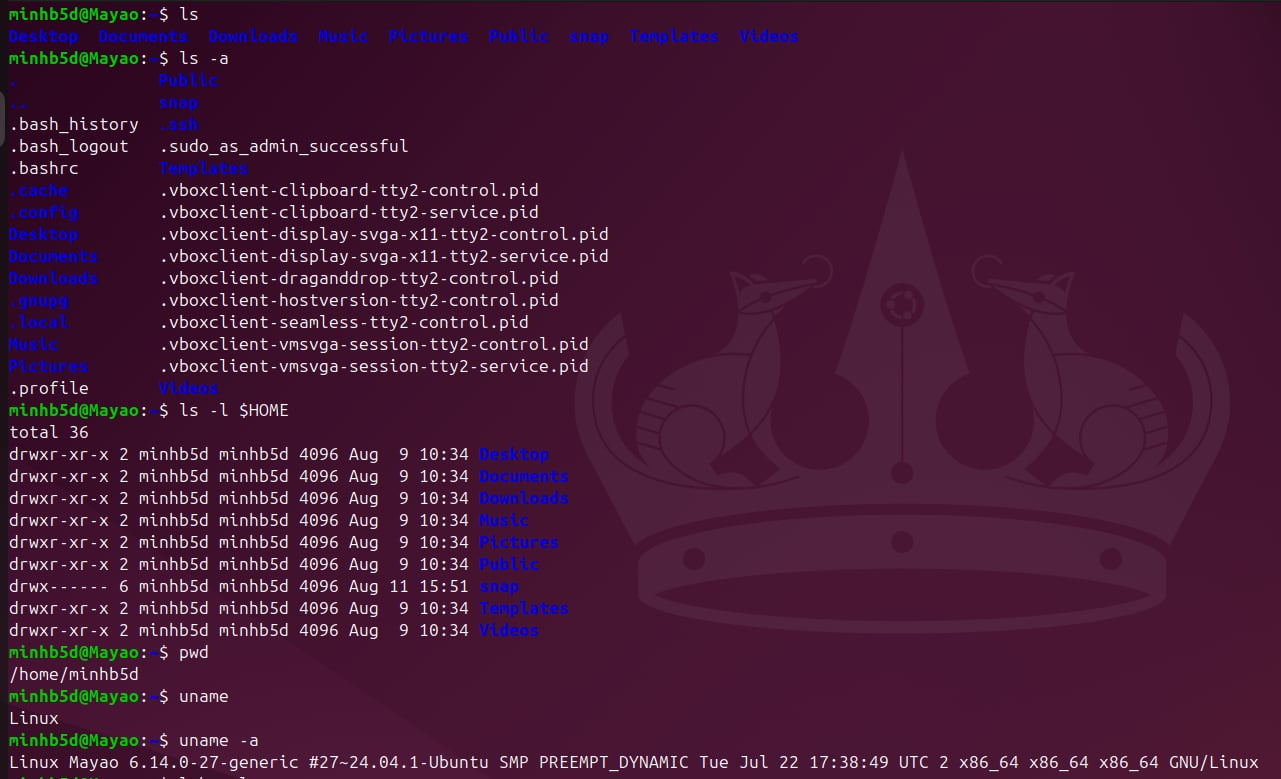 minhb5d@Mayao:~$ ls
Desktop  Documents  Downloads  Music  Pictures  Public  snap  Templates  Videos
minhb5d@Mayao:~$ ls -a
.              Public
..             snap
.bash_history  .ssh
.bash_logout   .sudo_as_admin_successful
.bashrc        Templates
.cache         .vboxclient-clipboard-tty2-control.pid
.config        .vboxclient-clipboard-tty2-service.pid
Desktop        .vboxclient-display-svga-x11-tty2-control.pid
Documents      .vboxclient-display-svga-x11-tty2-service.pid
Downloads      .vboxclient-draganddrop-tty2-control.pid
.gnupg         .vboxclient-hostversion-tty2-control.pid
.local         .vboxclient-seamless-tty2-control.pid
Music          .vboxclient-vmsvga-session-tty2-control.pid
Pictures       .vboxclient-vmsvga-session-tty2-service.pid
.profile       Videos
minhb5d@Mayao:~$ ls -l $HOME
total 36
drwxr-xr-x 2 minhb5d minhb5d 4096 Aug  9 10:34 Desktop
drwxr-xr-x 2 minhb5d minhb5d 4096 Aug  9 10:34 Documents
drwxr-xr-x 2 minhb5d minhb5d 4096 Aug  9 10:34 Downloads
drwxr-xr-x 2 minhb5d minhb5d 4096 Aug  9 10:34 Music
drwxr-xr-x 2 minhb5d minhb5d 4096 Aug  9 10:34 Pictures
drwxr-xr-x 2 minhb5d minhb5d 4096 Aug  9 10:34 Public
drwx------ 6 minhb5d minhb5d 4096 Aug 11 15:51 snap
drwxr-xr-x 2 minhb5d minhb5d 4096 Aug  9 10:34 Templates
drwxr-xr-x 2 minhb5d minhb5d 4096 Aug  9 10:34 Videos
minhb5d@Mayao:~$ pwd
/home/minhb5d
minhb5d@Mayao:~$ uname
Linux
minhb5d@Mayao:~$ uname -a
Linux Mayao 6.14.0-27-generic #27~24.04.1-Ubuntu SMP PREEMPT_DYNAMIC Tue Jul 22 17:38:49 UTC 2 x86_64 x86_64 x86_64 GNU/Linux